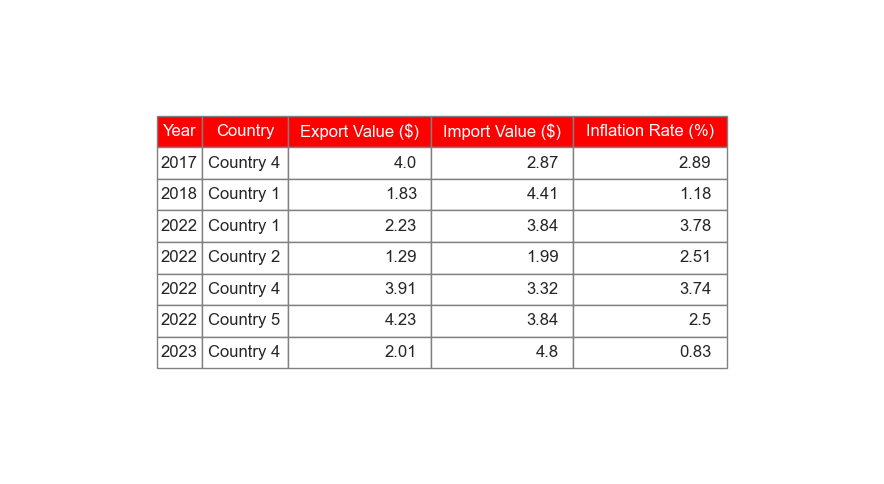 Year Country Export Value ($) Import Value ($) Inflation Rate (%)
2017 Country 4 4.0 2.87 2.89
2018 Country 1 1.83 4.41 1.18
2022 Country 1 2.23 3.84 3.78
2022 Country 2 1.29 1.99 2.51
2022 Country 4 3.91 3.32 3.74
2022 Country 5 4.23 3.84 2.5
2023 Country 4 2.01 4.8 0.83